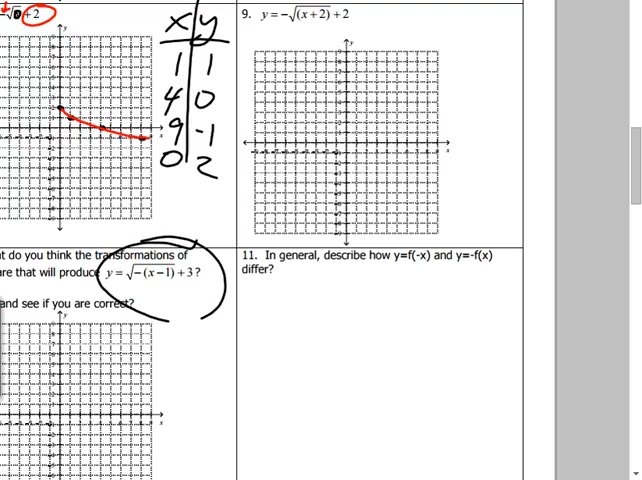 -√0 + 2
x y
1 1
4 0
9 -1
0 2
9. y = -√(x+2) + 2
y
x
t do you think the transformations of
are that will produce y = √-(x-1) + 3?
and see if you are correct?
y
x
11. In general, describe how y=f(-x) and y=-f(x)
differ?